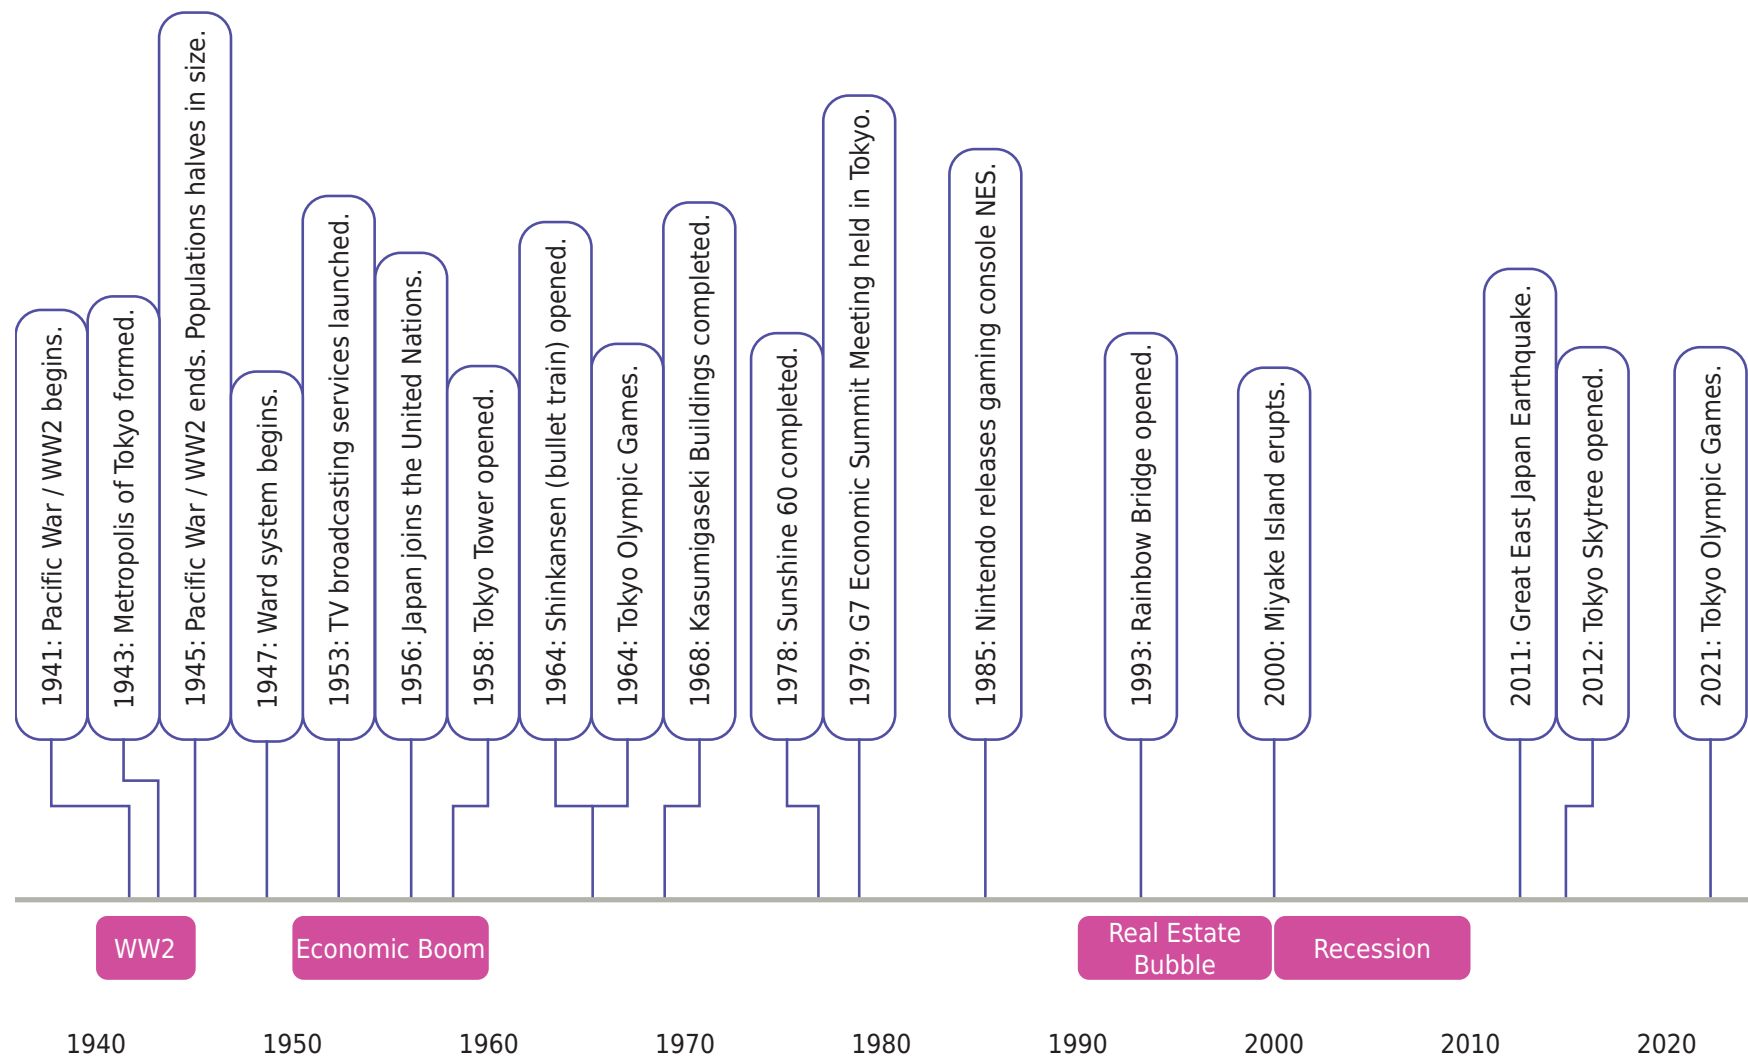 1941: Pacific War / WW2 begins.
1943: Metropolis of Tokyo formed.
1945: Pacific War / WW2 ends. Populations halves in size.
1947: Ward system begins.
1953: TV broadcasting services launched.
1956: Japan joins the United Nations.
1958: Tokyo Tower opened.
1964: Shinkansen (bullet train) opened.
1964: Tokyo Olympic Games.
1968: Kasumigaseki Buildings completed.
1978: Sunshine 60 completed.
1979: G7 Economic Summit Meeting held in Tokyo.
1985: Nintendo releases gaming console NES.
1993: Rainbow Bridge opened.
2000: Miyake Island erupts.
2011: Great East Japan Earthquake.
2012: Tokyo Skytree opened.
2021: Tokyo Olympic Games.
WW2
Economic Boom
Real Estate
Bubble
Recession
1940 1950 1960 1970 1980 1990 2000 2010 2020